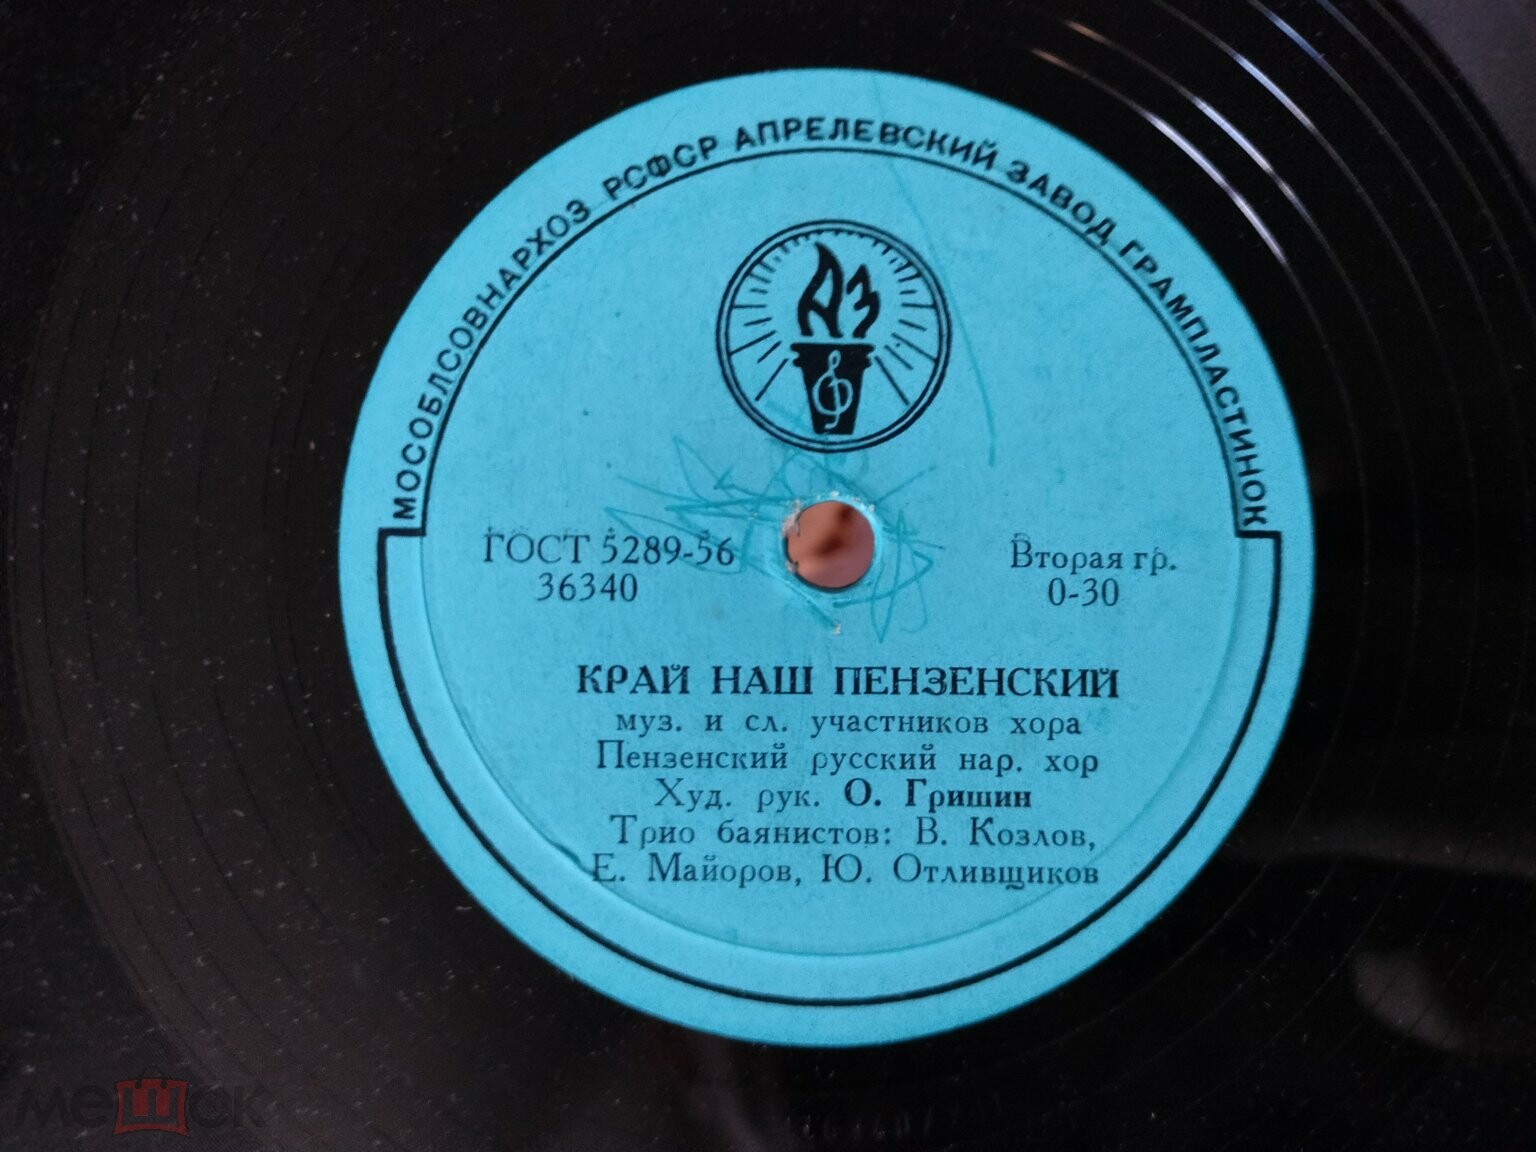 МОСОБЛСОВНАРХОЗ РСФСР АПРЕЛЕВСКИЙ ЗАВОД ГРАМПЛАСТИНОК
АЗ
ГОСТ 5289-56
36340
Вторая гр.
0-30
КРАЙ НАШ ПЕНЗЕНСКИЙ
муз. и сл. участников хора
Пензенский русский нар. хор
Худ. рук. О. Гришин
Трио баянистов: В. Козлов,
Е. Майоров, Ю. Отливщиков
мешок